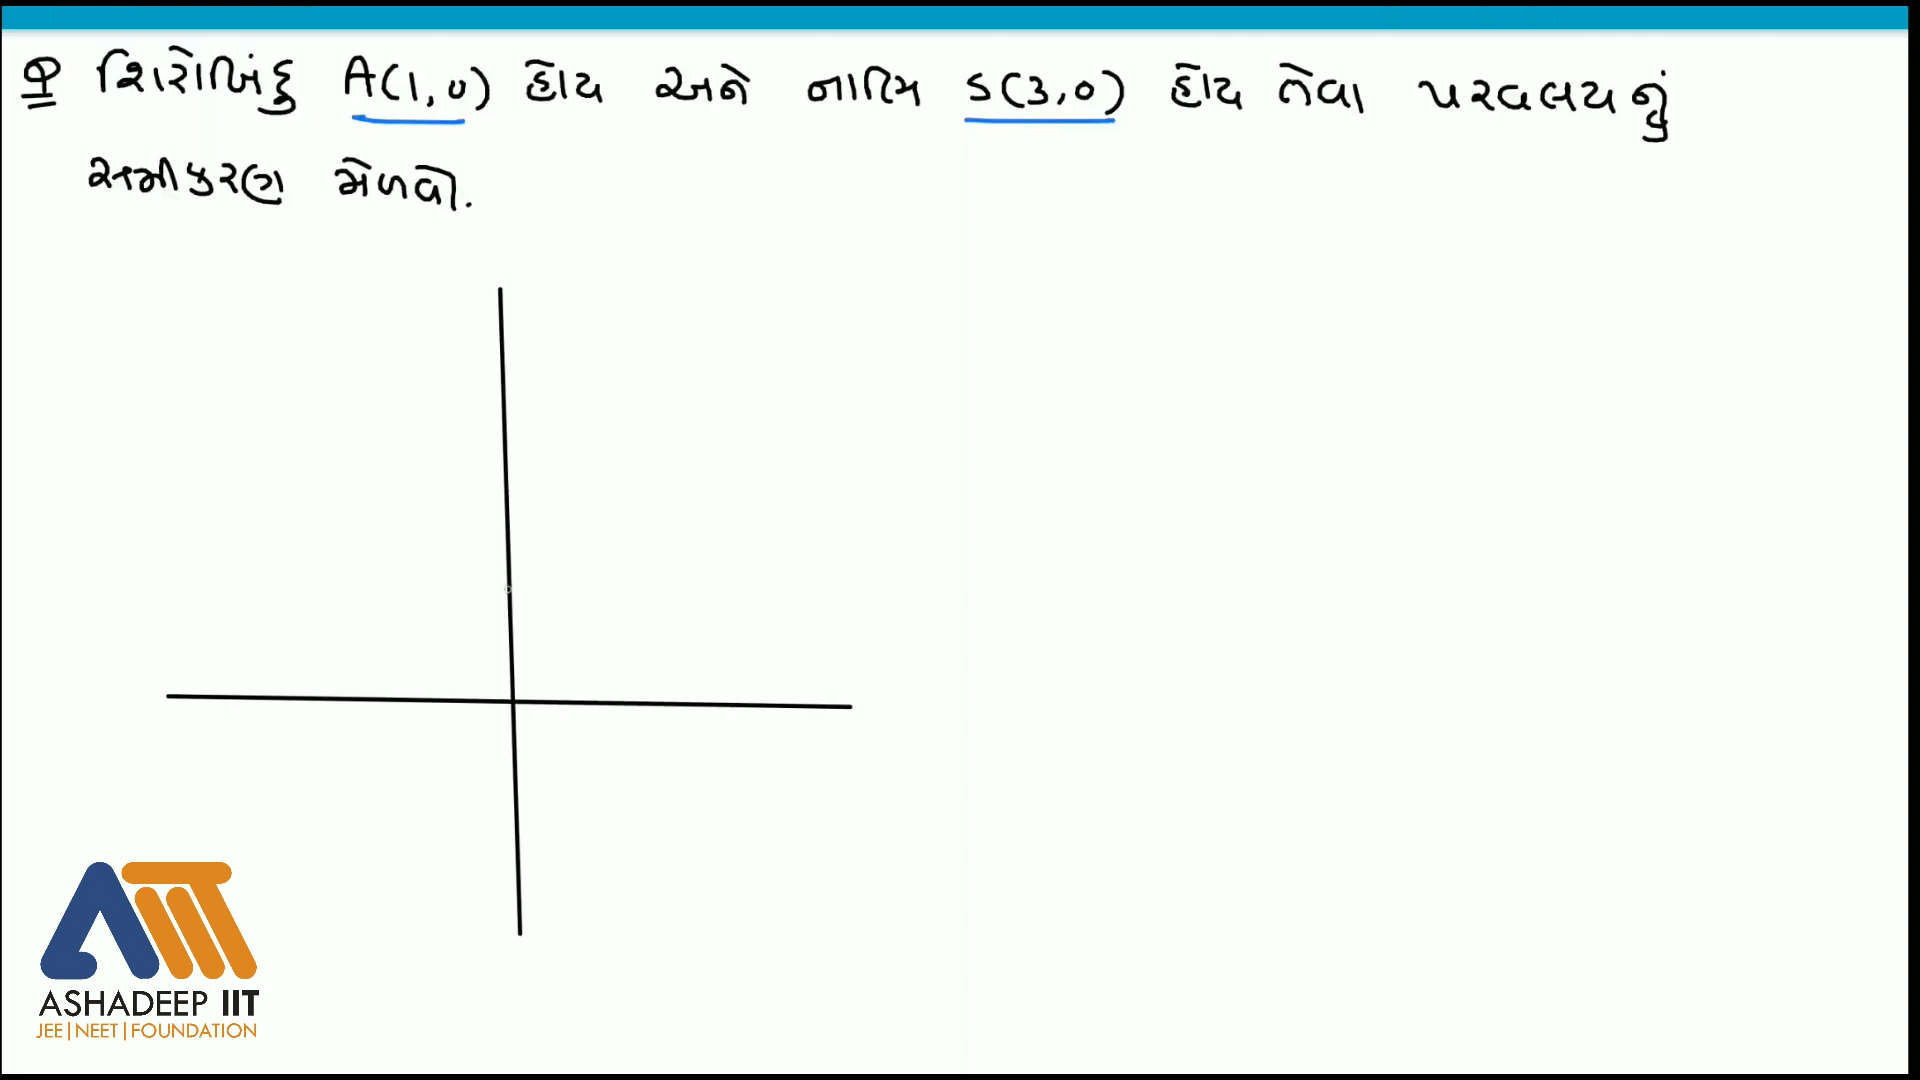 Q શિરોબિંદુ A(1,0) હોય અને નાભિ S(3,0) હોય તેવા પરવલયનું
સમીકરણ મેળવો.
ASHADEEP IIT
JEE|NEET|FOUNDATION